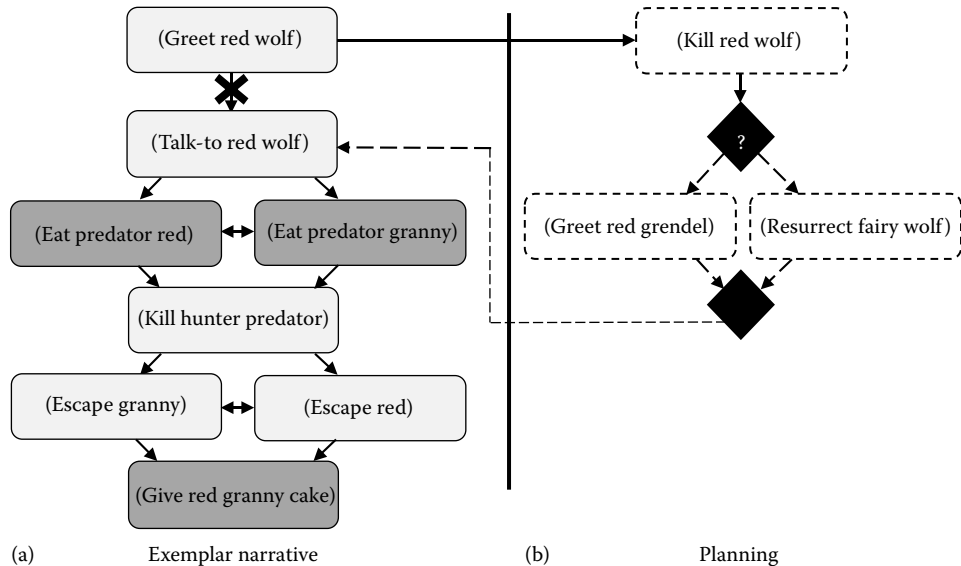 (Greet red wolf)
(Talk-to red wolf)
(Eat predator red)
(Eat predator granny)
(Kill hunter predator)
(Escape granny)
(Escape red)
(Give red granny cake)
(a) Exemplar narrative
(Kill red wolf)
?
(Greet red grendel)
(Resurrect fairy wolf)
(b) Planning